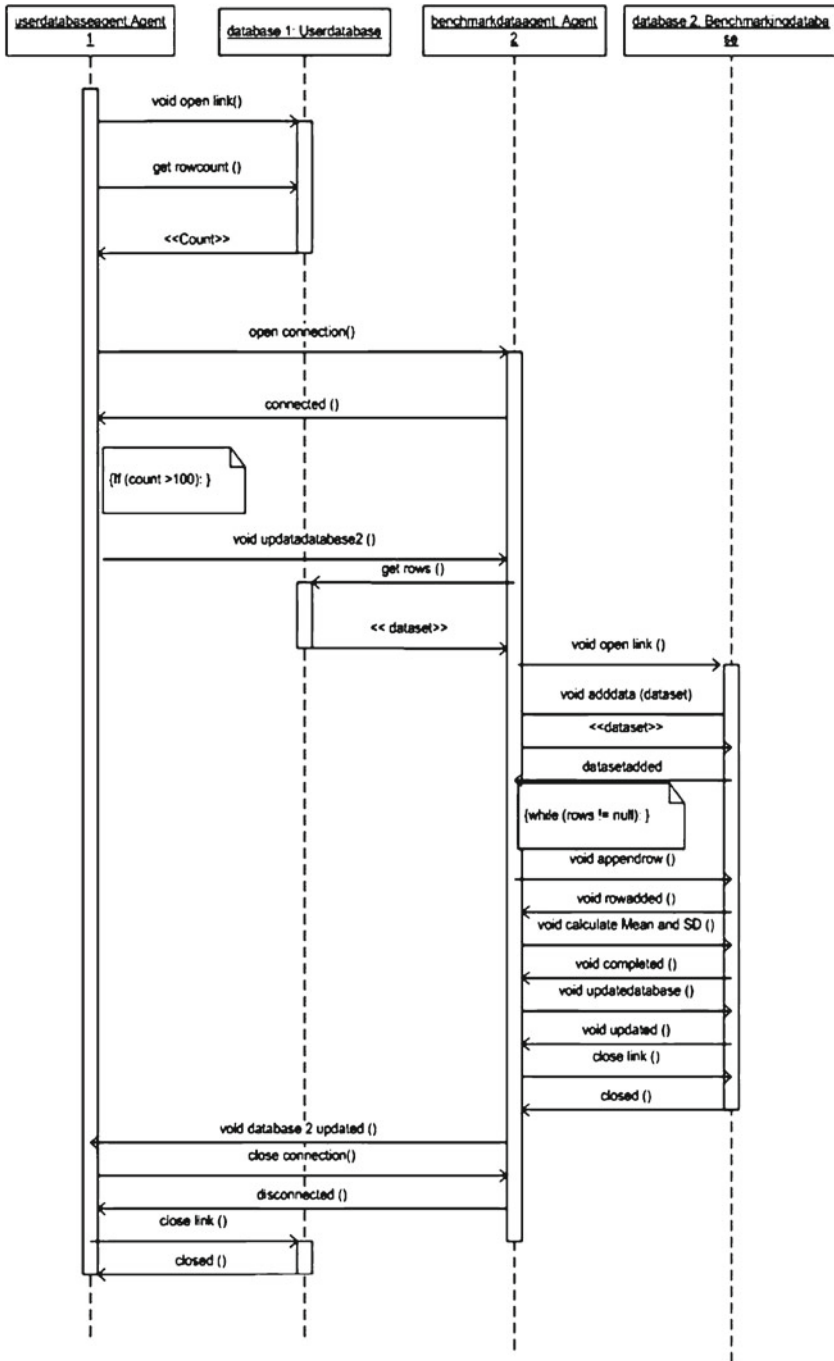 userdatabaseagent Agent
1
database 1: Userdatabase
benchmarkdataagent: Agent
2
database 2: Benchmarkingdataba
se
void open link()
get rowcount ()
<<Count>>
open connection()
connected ()
{If (count >100): }
void updatadatabase2 ()
get rows ()
<< dataset>>
void open link ()
void adddata (dataset)
<<dataset>>
datasetadded
{while (rows != null): }
void appendrow ()
void rowadded ()
void calculate Mean and SD ()
void completed ()
void updatedatabase ()
void updated ()
close link ()
closed ()
void database 2 updated ()
close connection()
disconnected ()
close link ()
closed ()